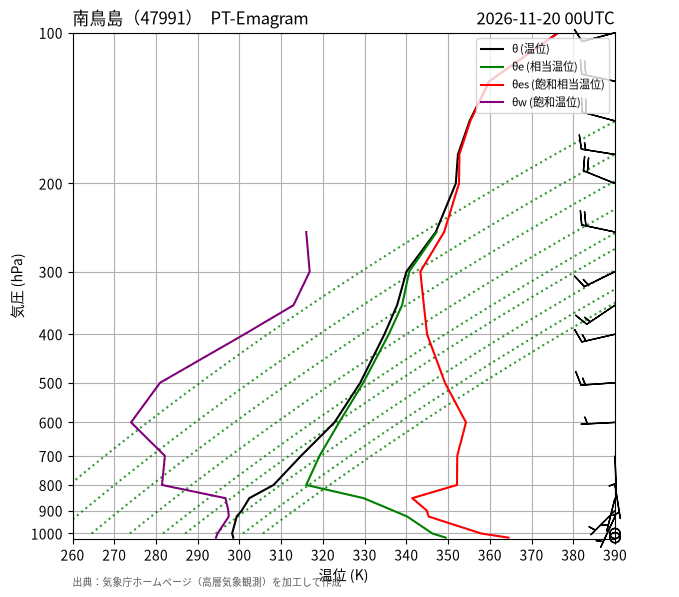 南鳥島（47991） PT-Emagram
2026-11-20 00UTC
θ (温位)
θe (相当温位)
θes (飽和相当温位)
θw (飽和温位)
気圧 (hPa)
100
200
300
400
500
600
700
800
900
1000
260 270 280 290 300 310 320 330 340 350 360 370 380 390
温位 (K)
出典：気象庁ホームページ（高層気象観測）を加工して作成